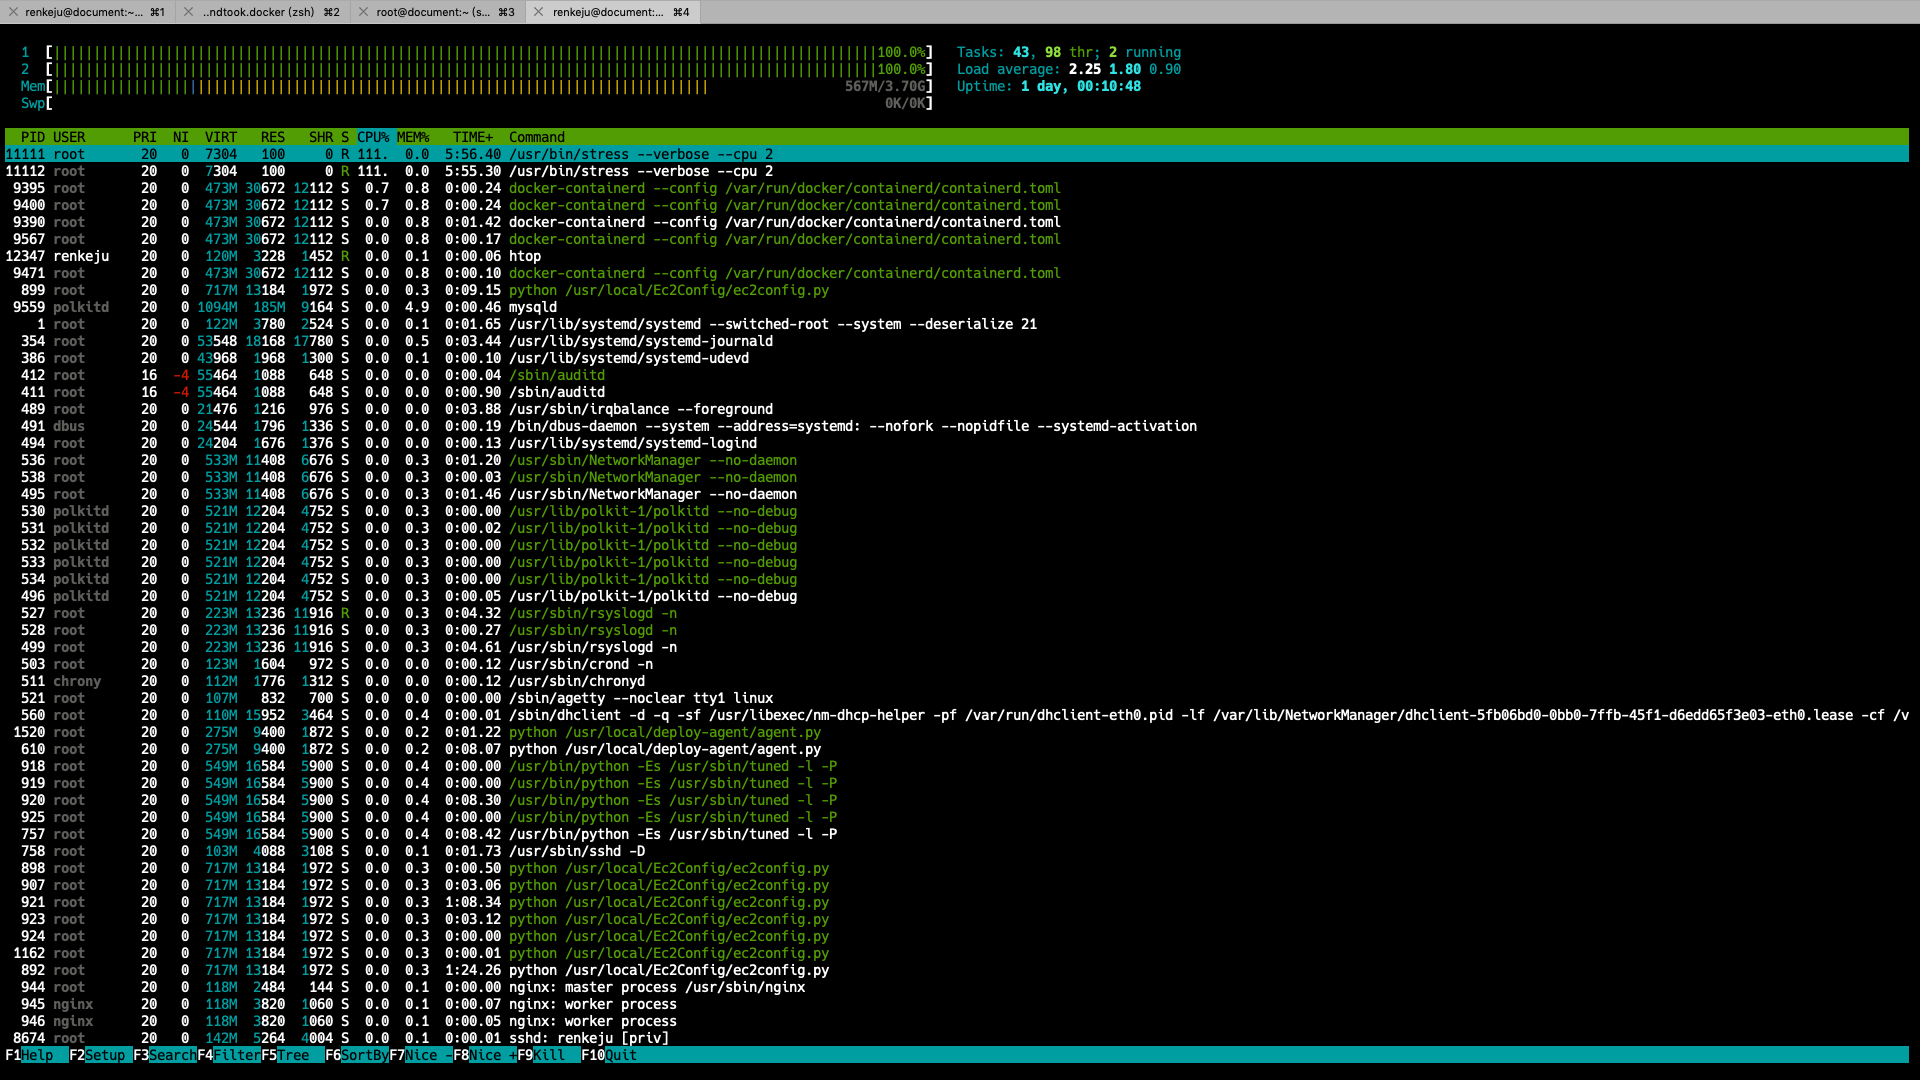 renkeju@document:~... ⌘1 ..ndtook.docker (zsh) ⌘2 root@document:~ (s... ⌘3 renkeju@document:... ⌘4
1 [100.0%] Tasks: 43, 98 thr; 2 running
2 [100.0%] Load average: 2.25 1.80 0.90
Mem[567M/3.70G] Uptime: 1 day, 00:10:48
Swp[0K/0K]
PID USER PRI NI VIRT RES SHR S CPU% MEM% TIME+ Command
11111 root 20 0 7304 100 0 R 111. 0.0 5:56.40 /usr/bin/stress --verbose --cpu 2
11112 root 20 0 7304 100 0 R 111. 0.0 5:55.30 /usr/bin/stress --verbose --cpu 2
9395 root 20 0 473M 30672 12112 S 0.7 0.8 0:00.24 docker-containerd --config /var/run/docker/containerd/containerd.toml
9400 root 20 0 473M 30672 12112 S 0.7 0.8 0:00.24 docker-containerd --config /var/run/docker/containerd/containerd.toml
9390 root 20 0 473M 30672 12112 S 0.0 0.8 0:01.42 docker-containerd --config /var/run/docker/containerd/containerd.toml
9567 root 20 0 473M 30672 12112 S 0.0 0.8 0:00.17 docker-containerd --config /var/run/docker/containerd/containerd.toml
12347 renkeju 20 0 120M 3228 1452 R 0.0 0.1 0:00.06 htop
9471 root 20 0 473M 30672 12112 S 0.0 0.8 0:00.10 docker-containerd --config /var/run/docker/containerd/containerd.toml
899 root 20 0 717M 13184 1972 S 0.0 0.3 0:09.15 python /usr/local/Ec2Config/ec2config.py
9559 polkitd 20 0 1094M 185M 9164 S 0.0 4.9 0:00.46 mysqld
1 root 20 0 122M 3780 2524 S 0.0 0.1 0:01.65 /usr/lib/systemd/systemd --switched-root --system --deserialize 21
354 root 20 0 53548 18168 17780 S 0.0 0.5 0:03.44 /usr/lib/systemd/systemd-journald
386 root 20 0 43968 1968 1300 S 0.0 0.1 0:00.10 /usr/lib/systemd/systemd-udevd
412 root 16 -4 55464 1088 648 S 0.0 0.0 0:00.04 /sbin/auditd
411 root 16 -4 55464 1088 648 S 0.0 0.0 0:00.90 /sbin/auditd
489 root 20 0 21476 1216 976 S 0.0 0.0 0:03.88 /usr/sbin/irqbalance --foreground
491 dbus 20 0 24544 1796 1336 S 0.0 0.0 0:00.19 /bin/dbus-daemon --system --address=systemd: --nofork --nopidfile --systemd-activation
494 root 20 0 24204 1676 1376 S 0.0 0.0 0:00.13 /usr/lib/systemd/systemd-logind
536 root 20 0 533M 11408 6676 S 0.0 0.3 0:01.20 /usr/sbin/NetworkManager --no-daemon
538 root 20 0 533M 11408 6676 S 0.0 0.3 0:00.03 /usr/sbin/NetworkManager --no-daemon
495 root 20 0 533M 11408 6676 S 0.0 0.3 0:01.46 /usr/sbin/NetworkManager --no-daemon
530 polkitd 20 0 521M 12204 4752 S 0.0 0.3 0:00.00 /usr/lib/polkit-1/polkitd --no-debug
531 polkitd 20 0 521M 12204 4752 S 0.0 0.3 0:00.02 /usr/lib/polkit-1/polkitd --no-debug
532 polkitd 20 0 521M 12204 4752 S 0.0 0.3 0:00.00 /usr/lib/polkit-1/polkitd --no-debug
533 polkitd 20 0 521M 12204 4752 S 0.0 0.3 0:00.00 /usr/lib/polkit-1/polkitd --no-debug
534 polkitd 20 0 521M 12204 4752 S 0.0 0.3 0:00.00 /usr/lib/polkit-1/polkitd --no-debug
496 polkitd 20 0 521M 12204 4752 S 0.0 0.3 0:00.05 /usr/lib/polkit-1/polkitd --no-debug
527 root 20 0 223M 13236 11916 R 0.0 0.3 0:04.32 /usr/sbin/rsyslogd -n
528 root 20 0 223M 13236 11916 S 0.0 0.3 0:00.27 /usr/sbin/rsyslogd -n
499 root 20 0 223M 13236 11916 S 0.0 0.3 0:04.61 /usr/sbin/rsyslogd -n
503 root 20 0 123M 1604 972 S 0.0 0.0 0:00.12 /usr/sbin/crond -n
511 chrony 20 0 112M 1776 1312 S 0.0 0.0 0:00.12 /usr/sbin/chronyd
521 root 20 0 107M 832 700 S 0.0 0.0 0:00.00 /sbin/agetty --noclear tty1 linux
560 root 20 0 110M 15952 3464 S 0.0 0.4 0:00.01 /sbin/dhclient -d -q -sf /usr/libexec/nm-dhcp-helper -pf /var/run/dhclient-eth0.pid -lf /var/lib/NetworkManager/dhclient-5fb06bd0-0bb0-7ffb-45f1-d6edd65f3e03-eth0.lease -cf /v
1520 root 20 0 275M 9400 1872 S 0.0 0.2 0:01.22 python /usr/local/deploy-agent/agent.py
610 root 20 0 275M 9400 1872 S 0.0 0.2 0:08.07 python /usr/local/deploy-agent/agent.py
918 root 20 0 549M 16584 5900 S 0.0 0.4 0:00.00 /usr/bin/python -Es /usr/sbin/tuned -l -P
919 root 20 0 549M 16584 5900 S 0.0 0.4 0:00.00 /usr/bin/python -Es /usr/sbin/tuned -l -P
920 root 20 0 549M 16584 5900 S 0.0 0.4 0:08.30 /usr/bin/python -Es /usr/sbin/tuned -l -P
925 root 20 0 549M 16584 5900 S 0.0 0.4 0:00.00 /usr/bin/python -Es /usr/sbin/tuned -l -P
757 root 20 0 549M 16584 5900 S 0.0 0.4 0:08.42 /usr/bin/python -Es /usr/sbin/tuned -l -P
758 root 20 0 103M 4088 3108 S 0.0 0.1 0:01.73 /usr/sbin/sshd -D
898 root 20 0 717M 13184 1972 S 0.0 0.3 0:00.50 python /usr/local/Ec2Config/ec2config.py
907 root 20 0 717M 13184 1972 S 0.0 0.3 0:03.06 python /usr/local/Ec2Config/ec2config.py
921 root 20 0 717M 13184 1972 S 0.0 0.3 1:08.34 python /usr/local/Ec2Config/ec2config.py
923 root 20 0 717M 13184 1972 S 0.0 0.3 0:03.12 python /usr/local/Ec2Config/ec2config.py
924 root 20 0 717M 13184 1972 S 0.0 0.3 0:00.00 python /usr/local/Ec2Config/ec2config.py
1162 root 20 0 717M 13184 1972 S 0.0 0.3 0:00.01 python /usr/local/Ec2Config/ec2config.py
892 root 20 0 717M 13184 1972 S 0.0 0.3 1:24.26 python /usr/local/Ec2Config/ec2config.py
944 root 20 0 118M 2484 144 S 0.0 0.1 0:00.00 nginx: master process /usr/sbin/nginx
945 nginx 20 0 118M 3820 1060 S 0.0 0.1 0:00.07 nginx: worker process
946 nginx 20 0 118M 3820 1060 S 0.0 0.1 0:00.05 nginx: worker process
8674 root 20 0 142M 5264 4004 S 0.0 0.1 0:00.01 sshd: renkeju [priv]
F1Help F2Setup F3SearchF4FilterF5Tree F6SortByF7Nice -F8Nice +F9Kill F10Quit